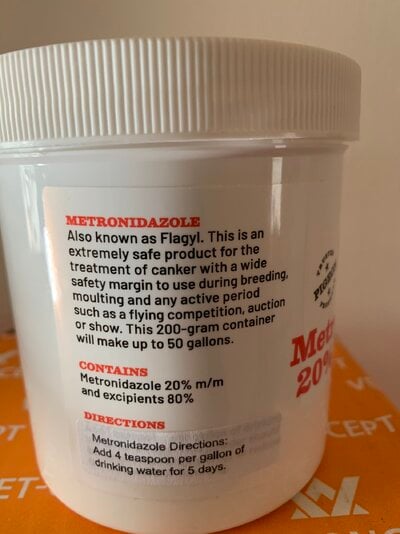 METRONIDAZOLE
Also known as Flagyl. This is an
extremely safe product for the
treatment of canker with a wide
safety margin to use during breeding,
moulting and any active period
such as a flying competition, auction
or show. This 200-gram container
will make up to 50 gallons.
CONTAINS
Metronidazole 20% m/m
and excipients 80%
DIRECTIONS
Metronidazole Directions:
Add 4 teaspoon per gallon of
drinking water for 5 days.
PIGEON
Metr
20%
CEPT